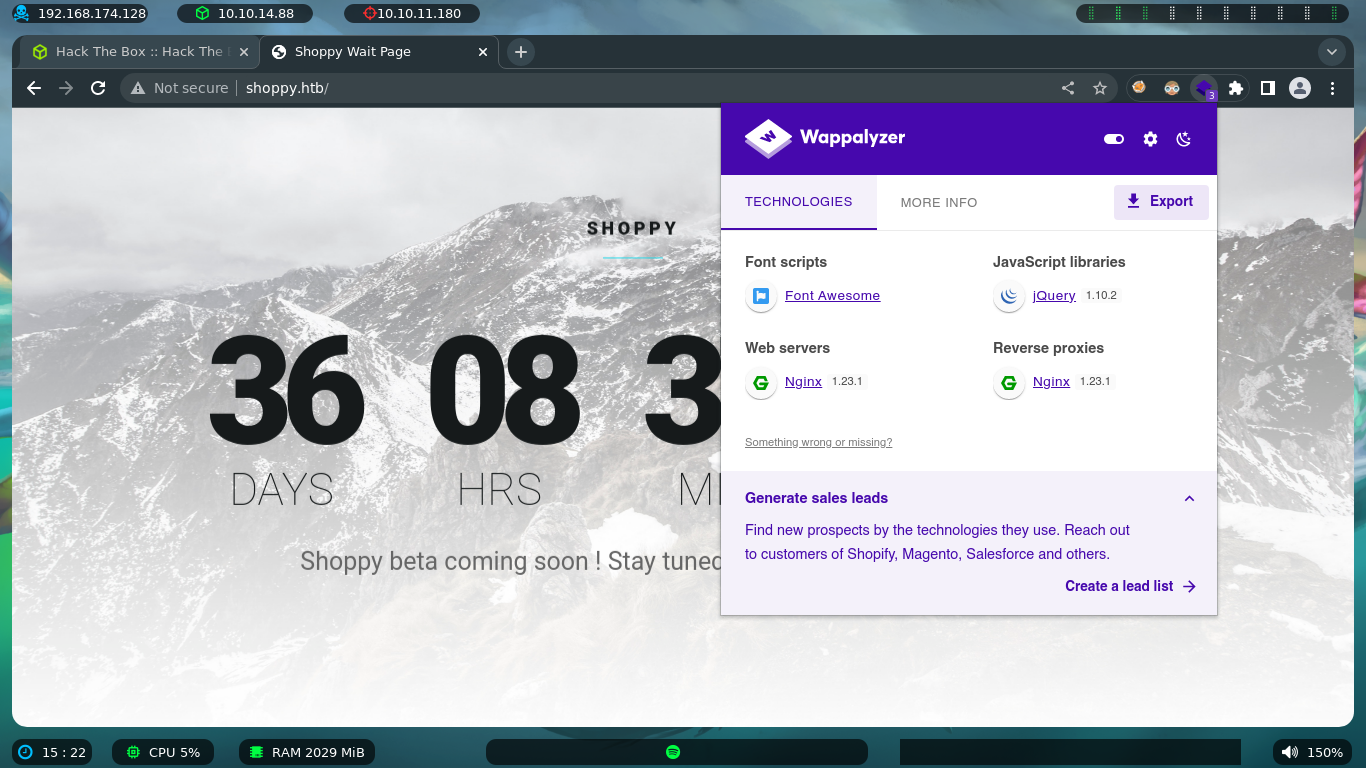 192.168.174.128
10.10.14.88
10.10.11.180
Hack The Box :: Hack The
Shoppy Wait Page
Not secure
shoppy.htb/
3
Wappalyzer
TECHNOLOGIES
MORE INFO
Export
Font scripts
Font Awesome
JavaScript libraries
jQuery 1.10.2
Web servers
Nginx 1.23.1
Reverse proxies
Nginx 1.23.1
Something wrong or missing?
Generate sales leads
Find new prospects by the technologies they use. Reach out
to customers of Shopify, Magento, Salesforce and others.
Create a lead list
SHOPPY
36 08 3
DAYS HRS
Shoppy beta coming soon ! Stay tuned
15 : 22
CPU 5%
RAM 2029 MiB
150%